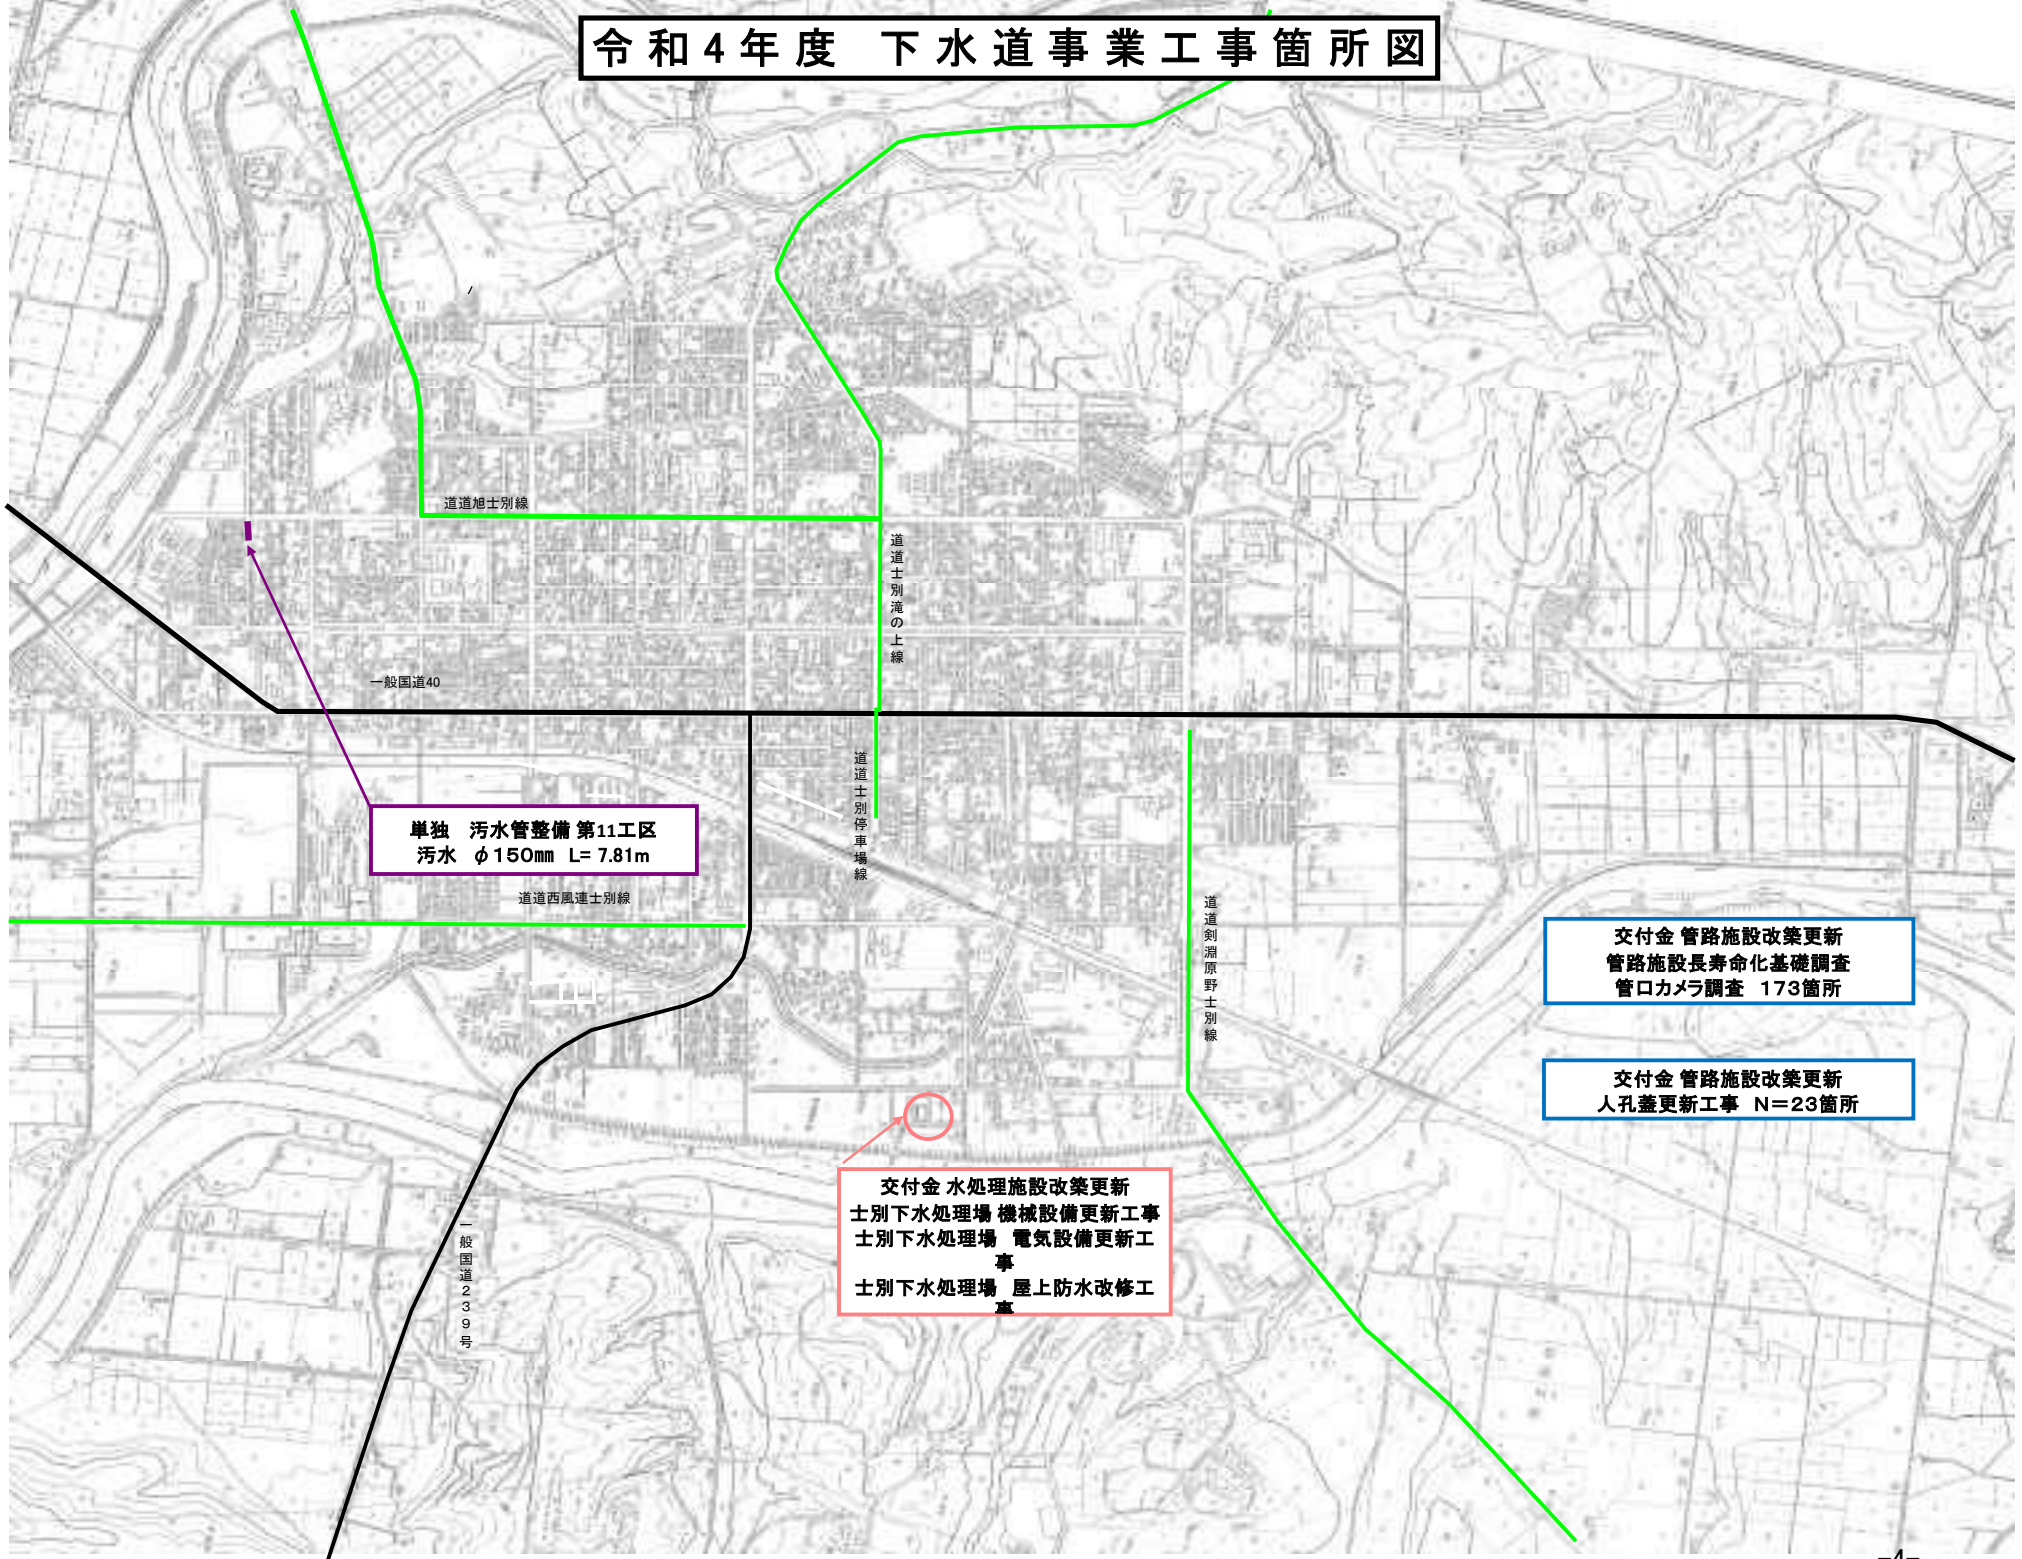 令和4年度　下水道事業工事箇所図
道道旭士別線
道道士別滝の上線
一般国道40
道道士別停車場線
単独　汚水管整備 第11工区
汚水　φ150㎜　L= 7.81m
道道西風連士別線
道道剣淵原野士別線
交付金 管路施設改築更新
管路施設長寿命化基礎調査
管口カメラ調査　173箇所
交付金 管路施設改築更新
人孔蓋更新工事　N＝23箇所
交付金 水処理施設改築更新
士別下水処理場 機械設備更新工事
士別下水処理場　電気設備更新工
事
士別下水処理場　屋上防水改修工
事
一般国道239号
-4-